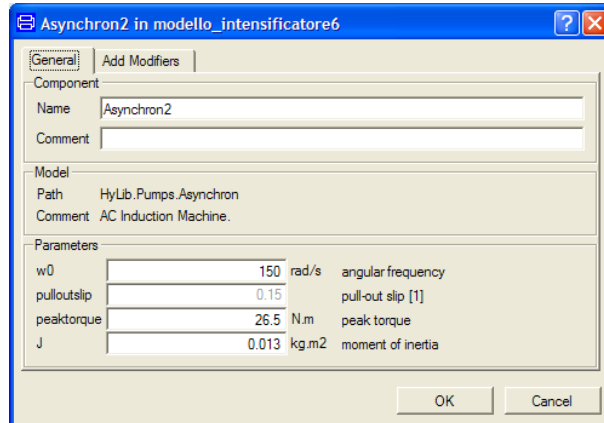 Asynchron2 in modello_intensificatore6
General Add Modifiers
Component
Name Asynchron2
Comment
Model
Path HyLib.Pumps.Asynchron
Comment AC Induction Machine.
Parameters
w0 150 rad/s angular frequency
pulloutslip 0.15 pull-out slip [1]
peaktorque 26.5 N.m peak torque
J 0.013 kg.m2 moment of inertia
OK Cancel